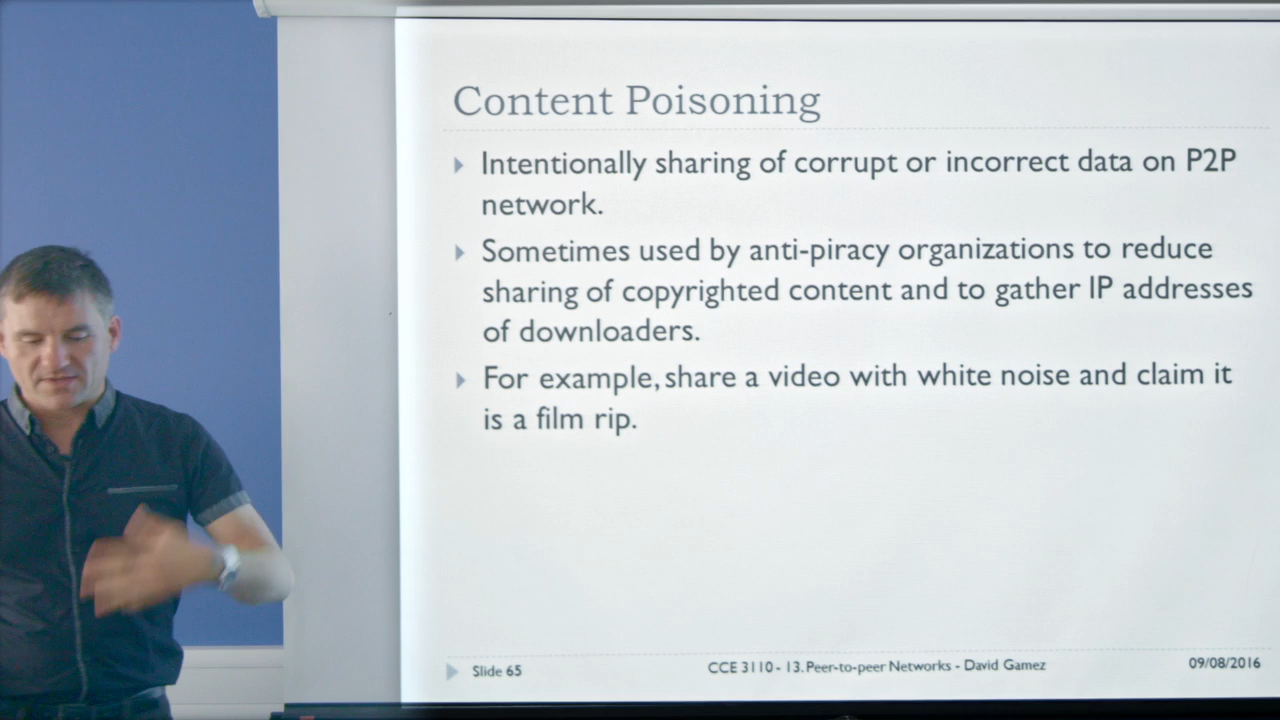 Content Poisoning
Intentionally sharing of corrupt or incorrect data on P2P
network.
Sometimes used by anti-piracy organizations to reduce
sharing of copyrighted content and to gather IP addresses
of downloaders.
For example, share a video with white noise and claim it
is a film rip.
Slide 65 CCE 3110 - 13. Peer-to-peer Networks - David Gamez 09/08/2016